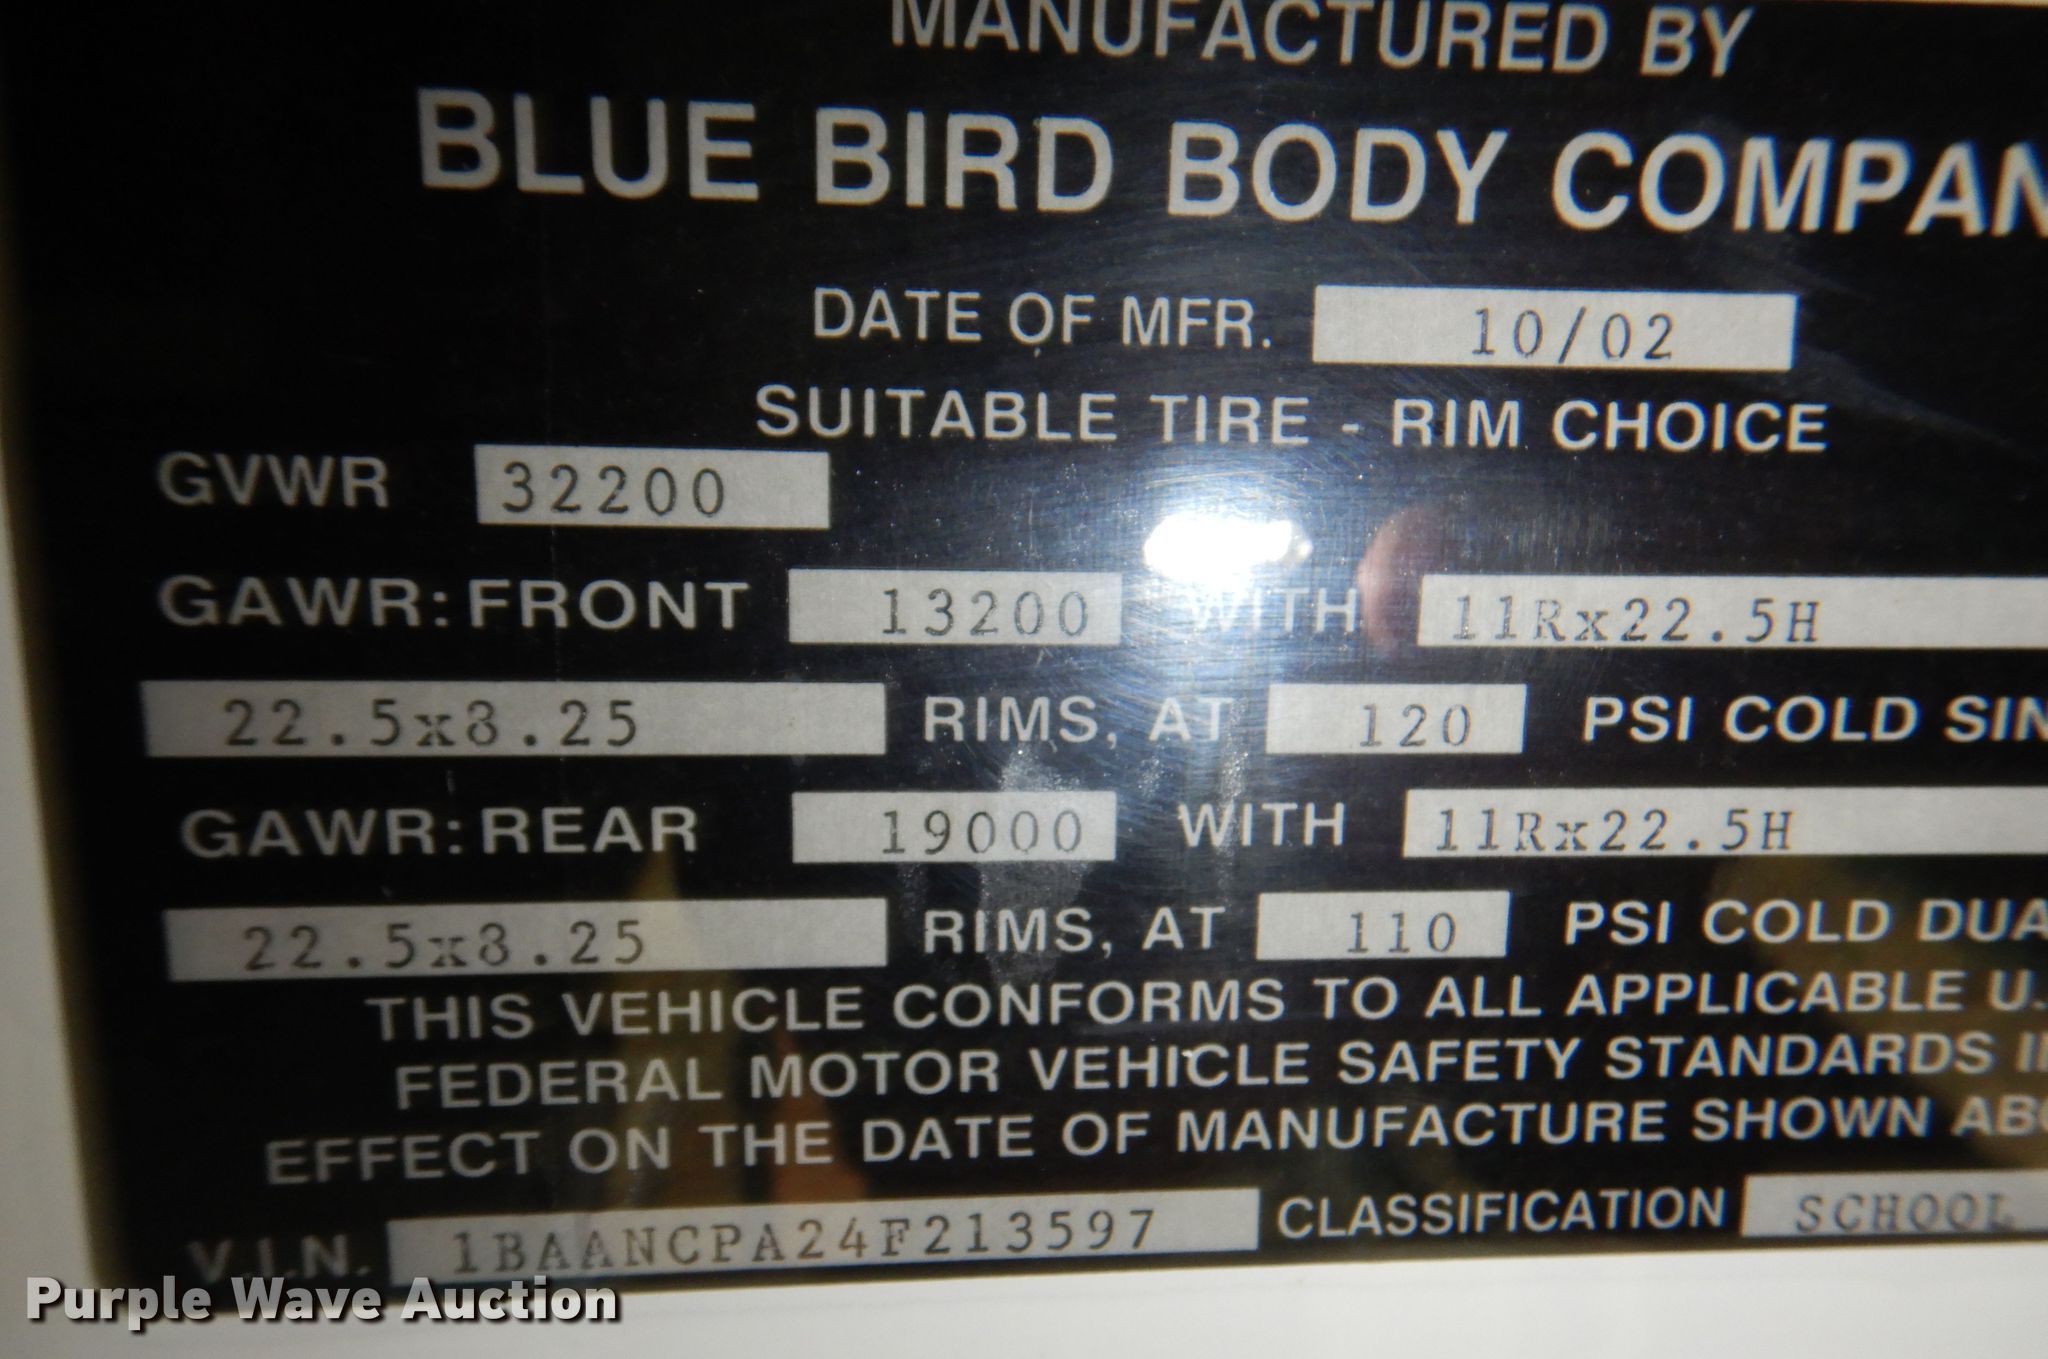 MANUFACTURED BY
BLUE BIRD BODY COMPAN
DATE OF MFR. 10/02
SUITABLE TIRE - RIM CHOICE
GVWR 32200
GAWR: FRONT 13200 WITH 11Rx22.5H
22.5x8.25 RIMS, AT 120 PSI COLD SIN
GAWR: REAR 19000 WITH 11Rx22.5H
22.5x8.25 RIMS, AT 110 PSI COLD DUA
THIS VEHICLE CONFORMS TO ALL APPLICABLE U.
FEDERAL MOTOR VEHICLE SAFETY STANDARDS I
EFFECT ON THE DATE OF MANUFACTURE SHOWN ABO
V.I.N. 1BAANCPA24F213597 CLASSIFICATION SCHOOL
Purple Wave Auction